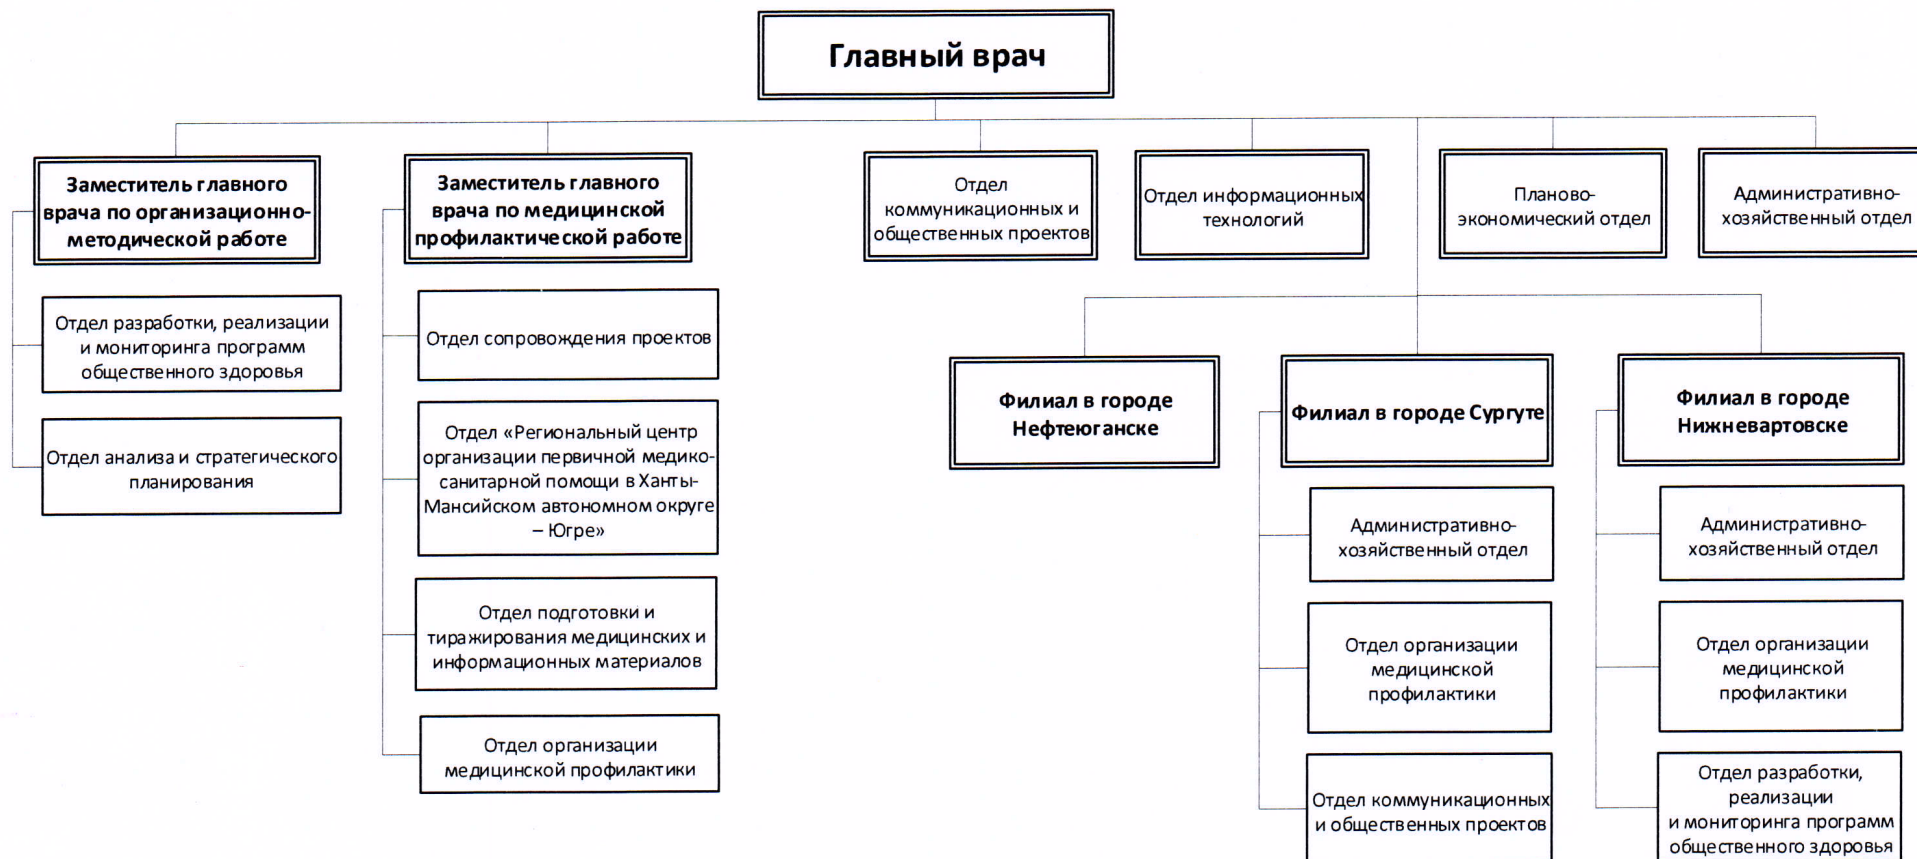 Главный врач
Заместитель главного
врача по организационно-
методической работе
Заместитель главного
врача по медицинской
профилактической работе
Отдел
коммуникационных и
общественных проектов
Отдел информационных
технологий
Планово-
экономический отдел
Административно-
хозяйственный отдел
Отдел разработки, реализации
и мониторинга программ
общественного здоровья
Отдел анализа и стратегического
планирования
Отдел сопровождения проектов
Отдел «Региональный центр
организации первичной медико-
санитарной помощи в Ханты-
Мансийском автономном округе
– Югре»
Отдел подготовки и
тиражирования медицинских и
информационных материалов
Отдел организации
медицинской профилактики
Филиал в городе
Нефтеюганске
Филиал в городе Сургуте
Административно-
хозяйственный отдел
Отдел организации
медицинской
профилактики
Отдел коммуникационных
и общественных проектов
Филиал в городе
Нижневартовске
Административно-
хозяйственный отдел
Отдел организации
медицинской
профилактики
Отдел разработки,
реализации
и мониторинга программ
общественного здоровья